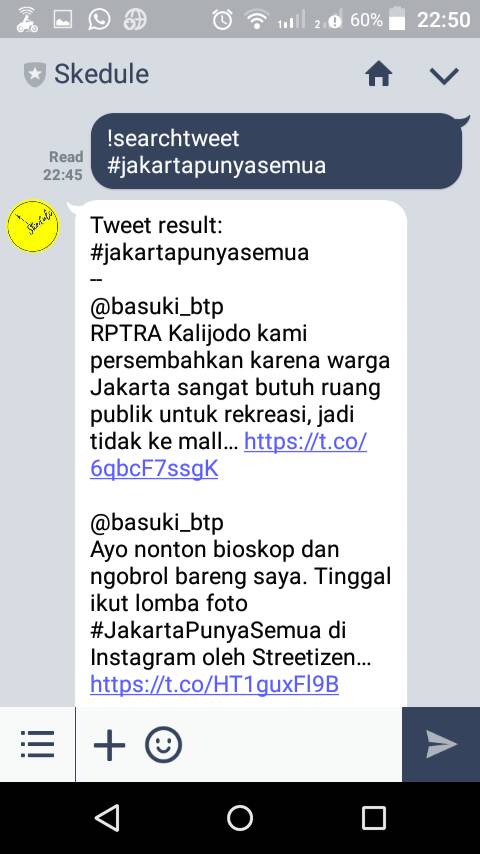 60% 22:50
Skedule
!searchtweet
#jakartapunyasemua
Read
22:45
Skedule
Tweet result:
#jakartapunyasemua
--
@basuki_btp
RPTRA Kalijodo kami
persembahkan karena warga
Jakarta sangat butuh ruang
publik untuk rekreasi, jadi
tidak ke mall… https://t.co/
6qbcF7ssgK
@basuki_btp
Ayo nonton bioskop dan
ngobrol bareng saya. Tinggal
ikut lomba foto
#JakartaPunyaSemua di
Instagram oleh Streetizen…
https://t.co/HT1guxFl9B